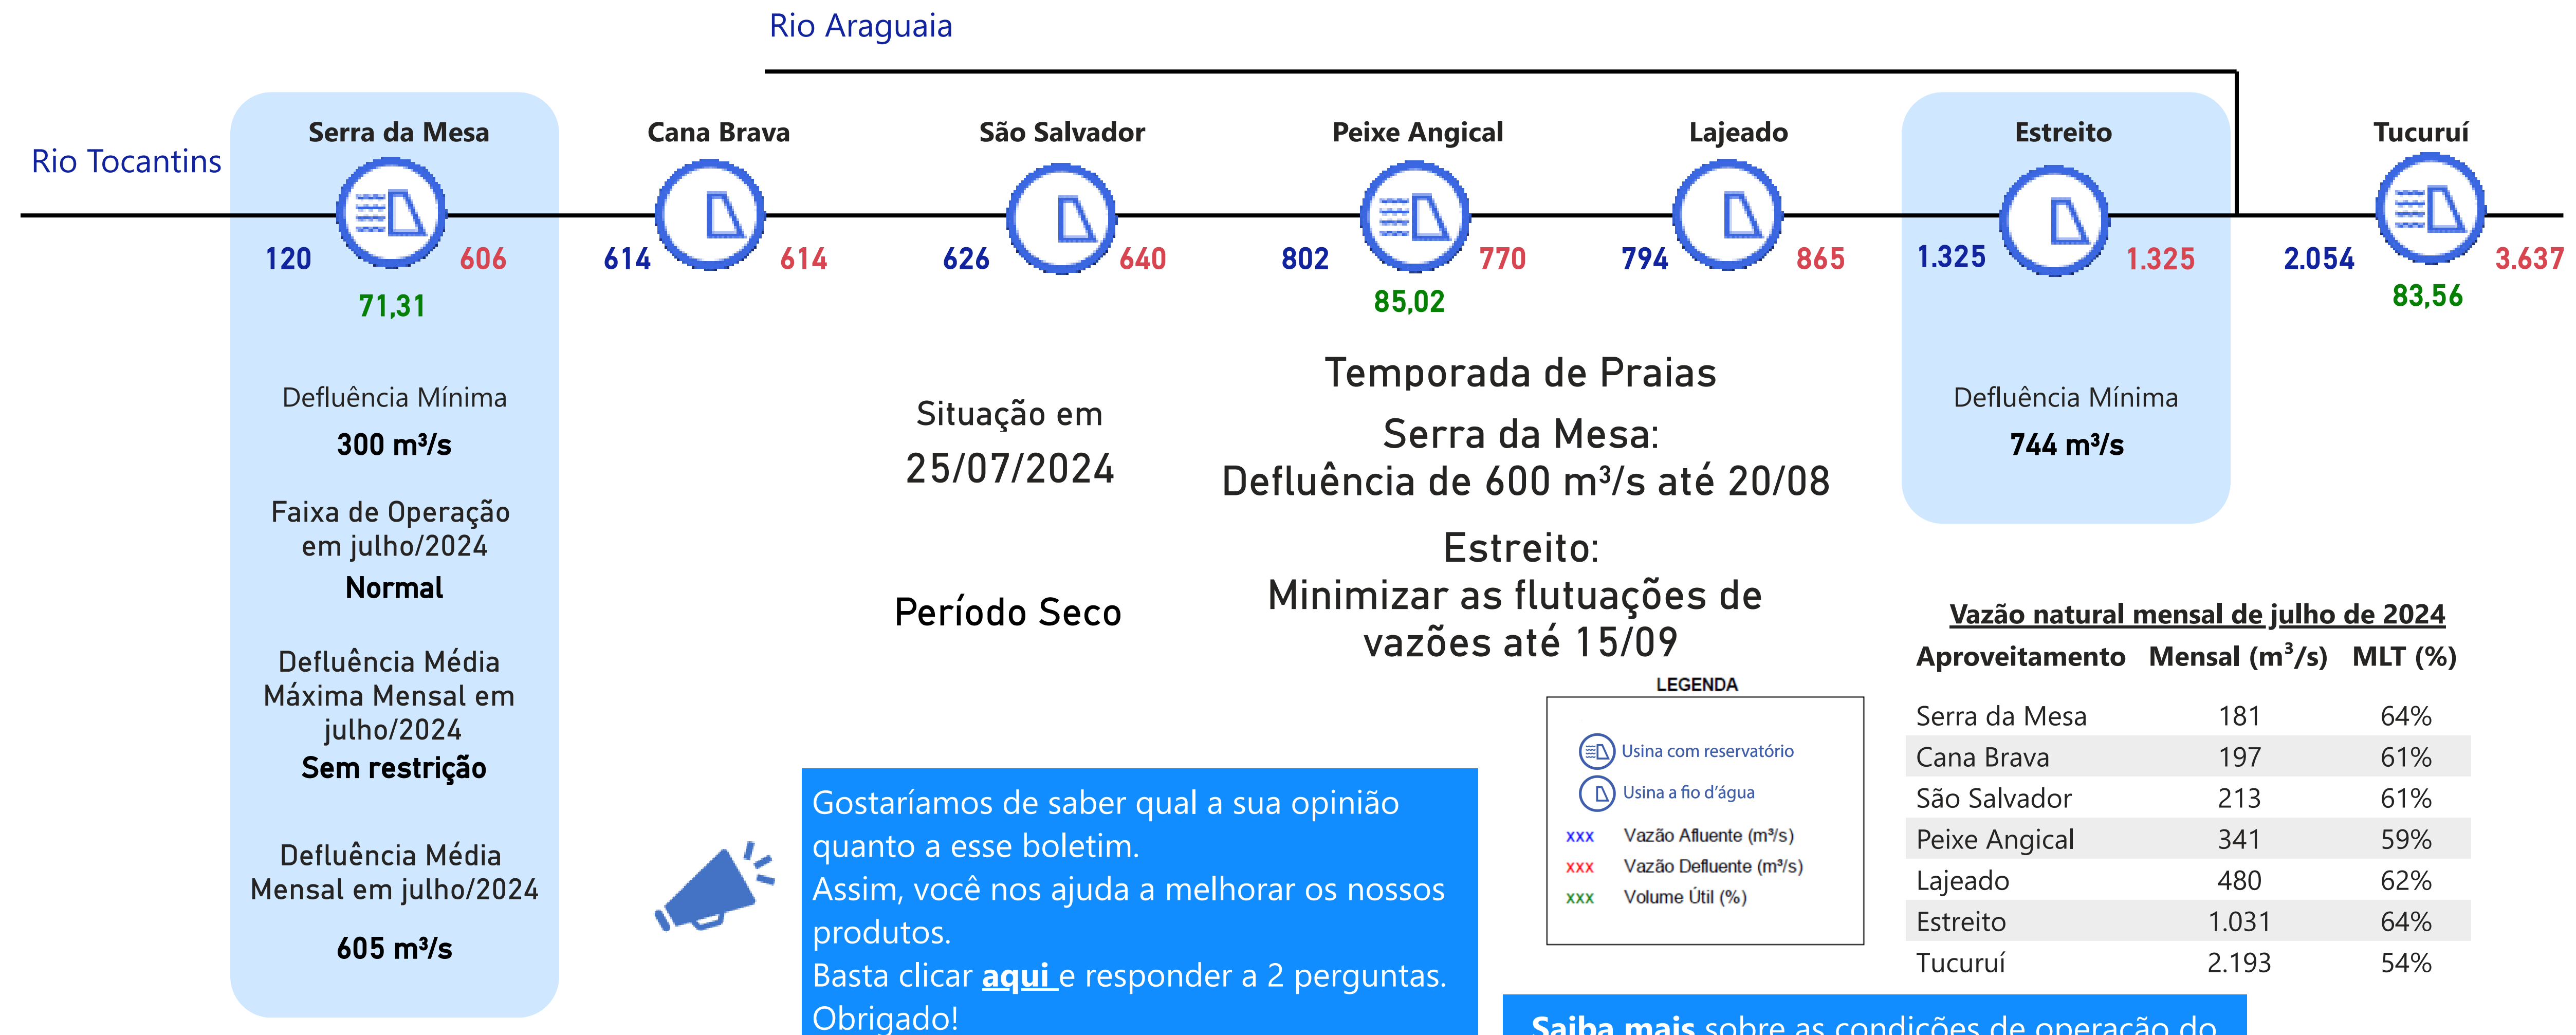 Rio Araguaia
Rio Tocantins
Serra da Mesa
Cana Brava
São Salvador
Peixe Angical
Lajeado
Estreito
Tucuruí
120
606
614
614
626
640
802
770
794
865
1.325
1.325
2.054
3.637
71,31
85,02
83,56
Defluência Mínima
300 m³/s
Faixa de Operação
em julho/2024
Normal
Defluência Média
Máxima Mensal em
julho/2024
Sem restrição
Defluência Média
Mensal em julho/2024
605 m³/s
Situação em
25/07/2024
Período Seco
Temporada de Praias
Serra da Mesa:
Defluência de 600 m³/s até 20/08
Estreito:
Minimizar as flutuações de
vazões até 15/09
Defluência Mínima
744 m³/s
Gostaríamos de saber qual a sua opinião
quanto a esse boletim.
Assim, você nos ajuda a melhorar os nossos
produtos.
Basta clicar aqui e responder a 2 perguntas.
Obrigado!
LEGENDA
Usina com reservatório
Usina a fio d'água
xxx Vazão Afluente (m³/s)
xxx Vazão Defluente (m³/s)
xxx Volume Útil (%)
Vazão natural mensal de julho de 2024
Aproveitamento Mensal (m³/s) MLT (%)
Serra da Mesa 181 64%
Cana Brava 197 61%
São Salvador 213 61%
Peixe Angical 341 59%
Lajeado 480 62%
Estreito 1.031 64%
Tucuruí 2.193 54%
Saiba mais sobre as condições de operação do